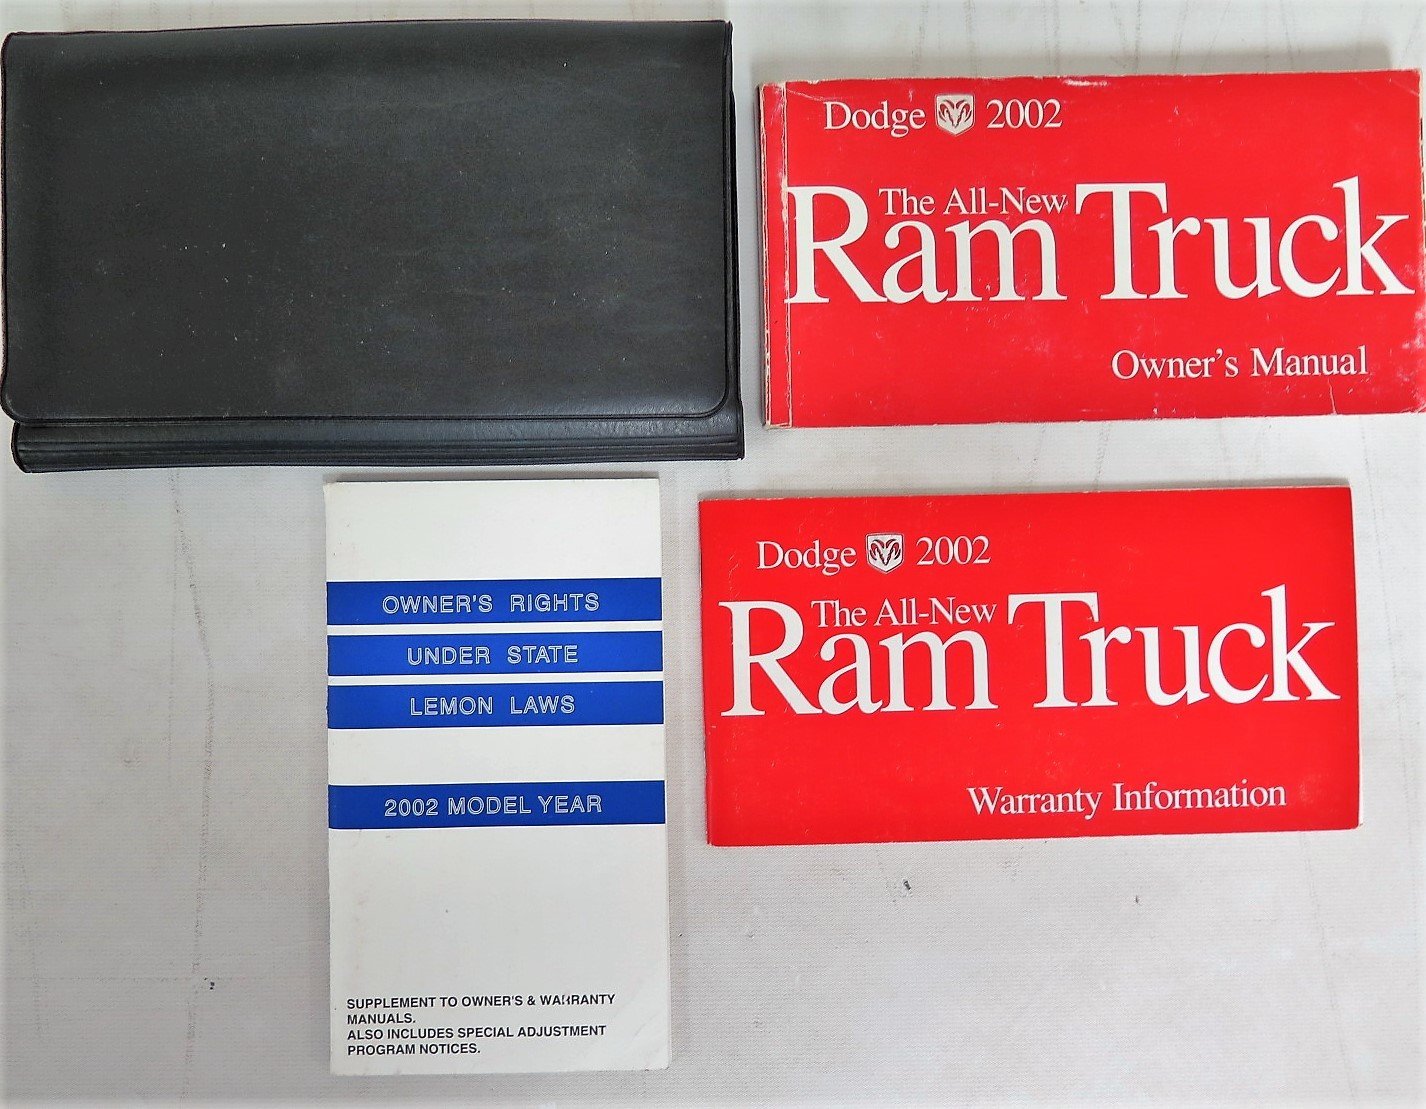 Dodge 2002
The All-New
Ram Truck
Owner's Manual
OWNER'S RIGHTS
UNDER STATE
LEMON LAWS
2002 MODEL YEAR
SUPPLEMENT TO OWNER'S & WARRANTY
MANUALS.
ALSO INCLUDES SPECIAL ADJUSTMENT
PROGRAM NOTICES.
Dodge 2002
The All-New
Ram Truck
Warranty Information